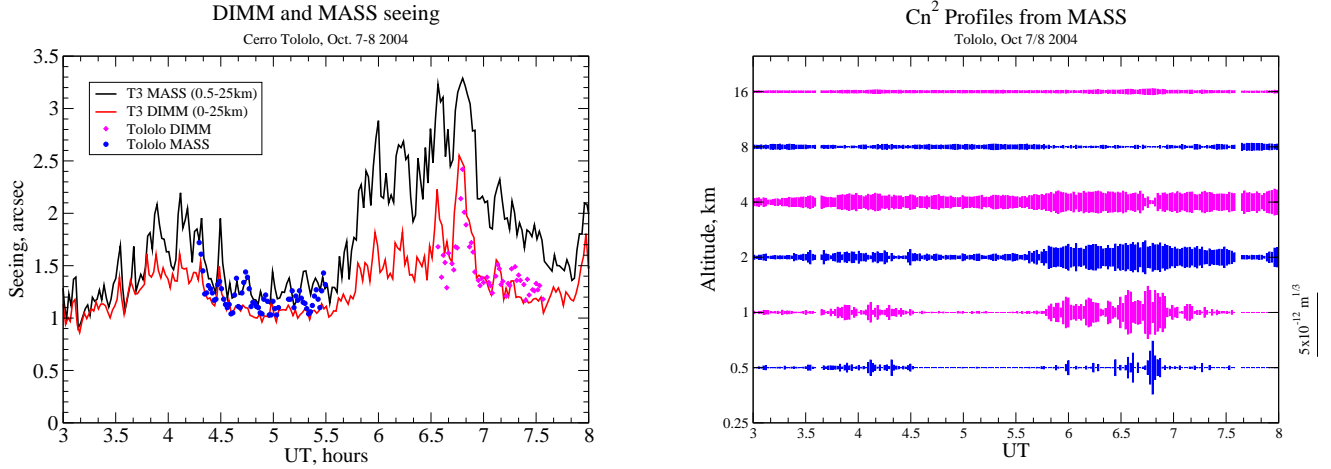 DIMM and MASS seeing
Cerro Tololo, Oct. 7-8 2004
3.5
3
2.5
2
1.5
1
0.5
0
Seeing, arcsec
T3 MASS (0.5-25km)
T3 DIMM (0-25km)
Tololo DIMM
Tololo MASS
3 3.5 4 4.5 5 5.5 6 6.5 7 7.5 8
UT, hours
Cn² Profiles from MASS
Tololo, Oct 7/8 2004
16
8
4
2
1
0.5
0.25
Altitude, km
3 3.5 4 4.5 5 5.5 6 6.5 7 7.5 8
UT
5x10⁻¹² m¹ᐟ³